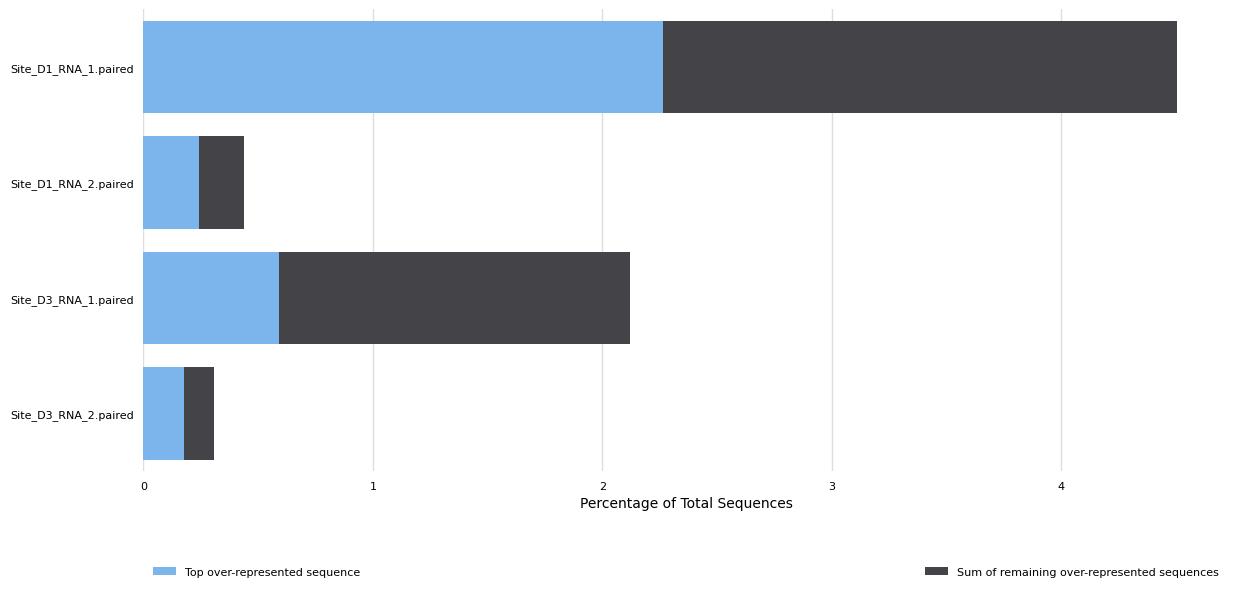 Site_D1_RNA_1.paired
Site_D1_RNA_2.paired
Site_D3_RNA_1.paired
Site_D3_RNA_2.paired
0 1 2 3 4
Percentage of Total Sequences
Top over-represented sequence
Sum of remaining over-represented sequences